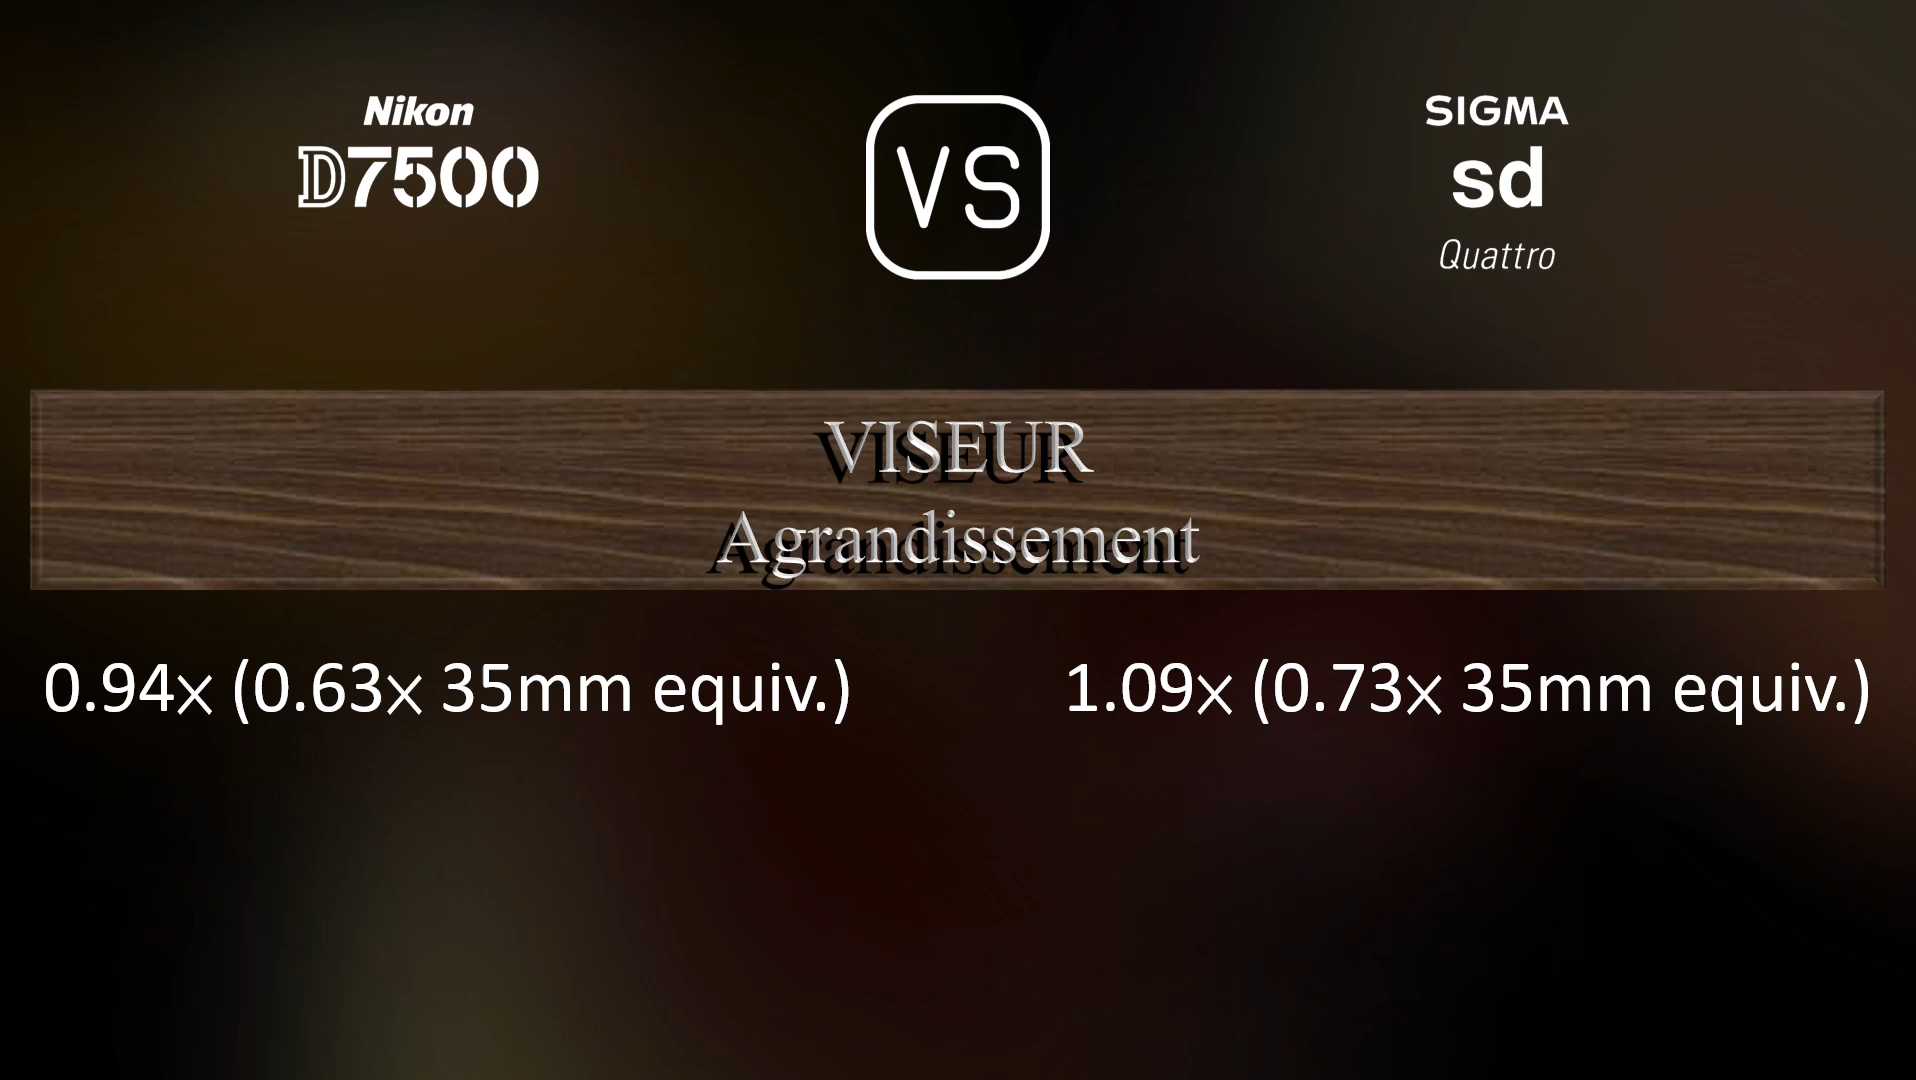 Nikon
D7500
VS
SIGMA
sd
Quattro
VISEUR
Agrandissement
0.94x (0.63x 35mm equiv.)
1.09x (0.73x 35mm equiv.)